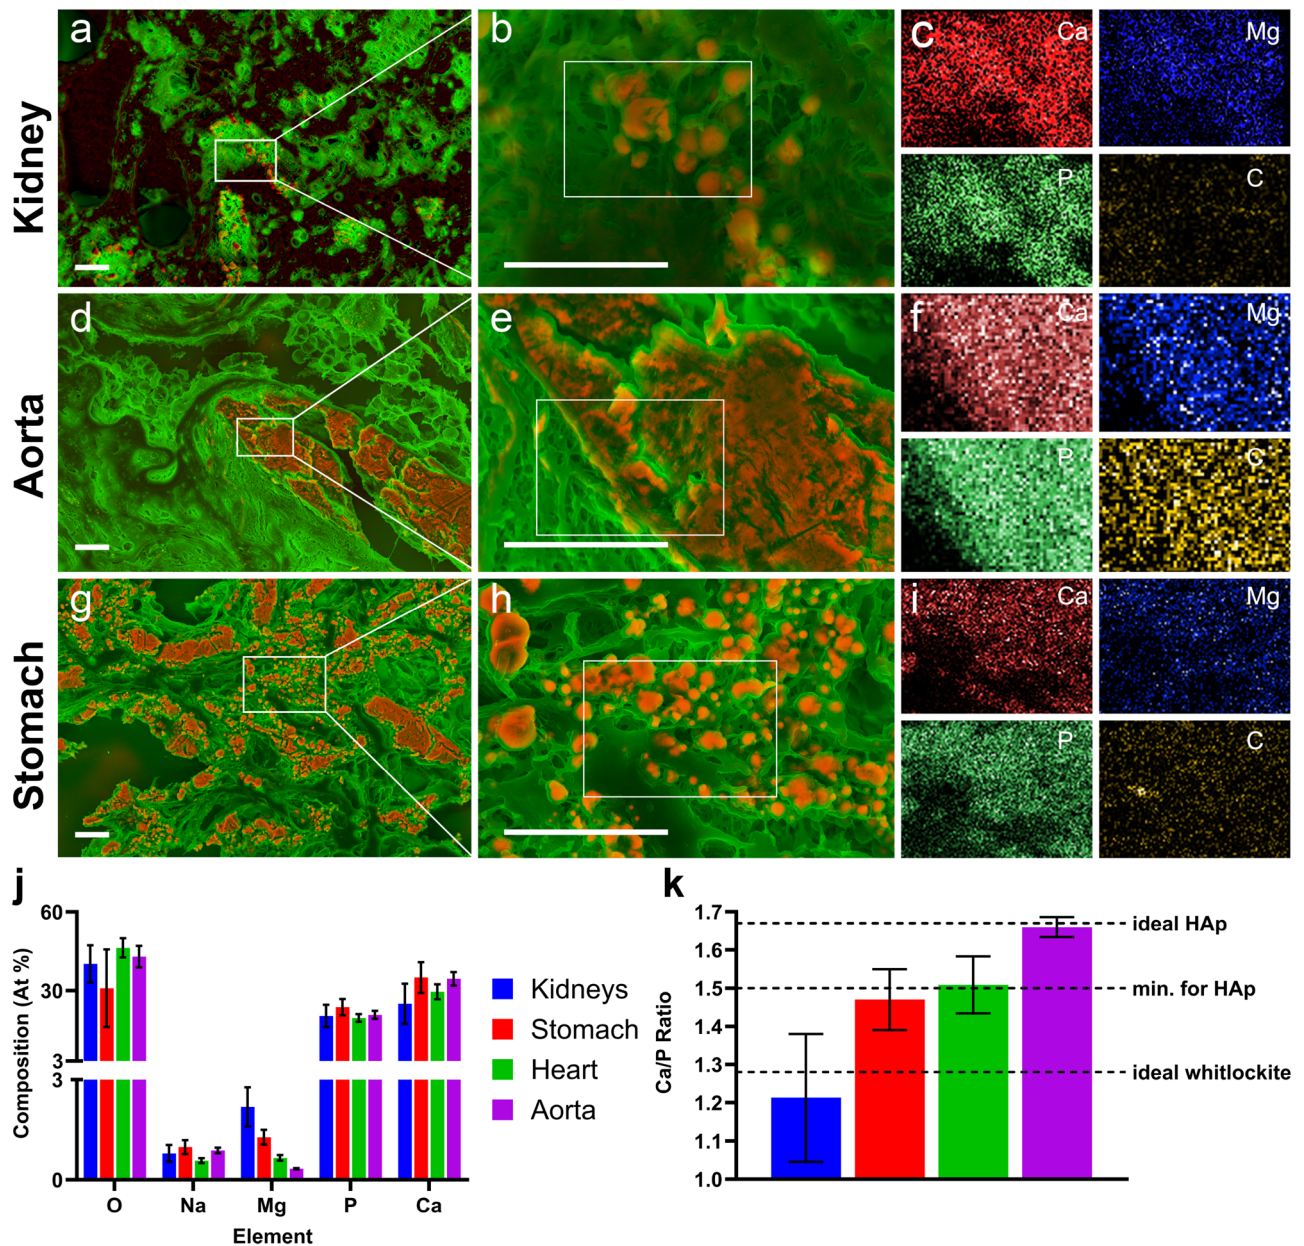 Kidney
a
b
c
Ca
Mg
P
C
Aorta
d
e
f
Ca
Mg
P
C
Stomach
g
h
i
Ca
Mg
P
C
j
60
30
3
3
0
Composition (At %)
O
Na
Mg
P
Ca
Element
Kidneys
Stomach
Heart
Aorta
k
1.7
1.6
1.5
1.4
1.3
1.2
1.1
1.0
Ca/P Ratio
ideal HAp
min. for HAp
ideal whitlockite